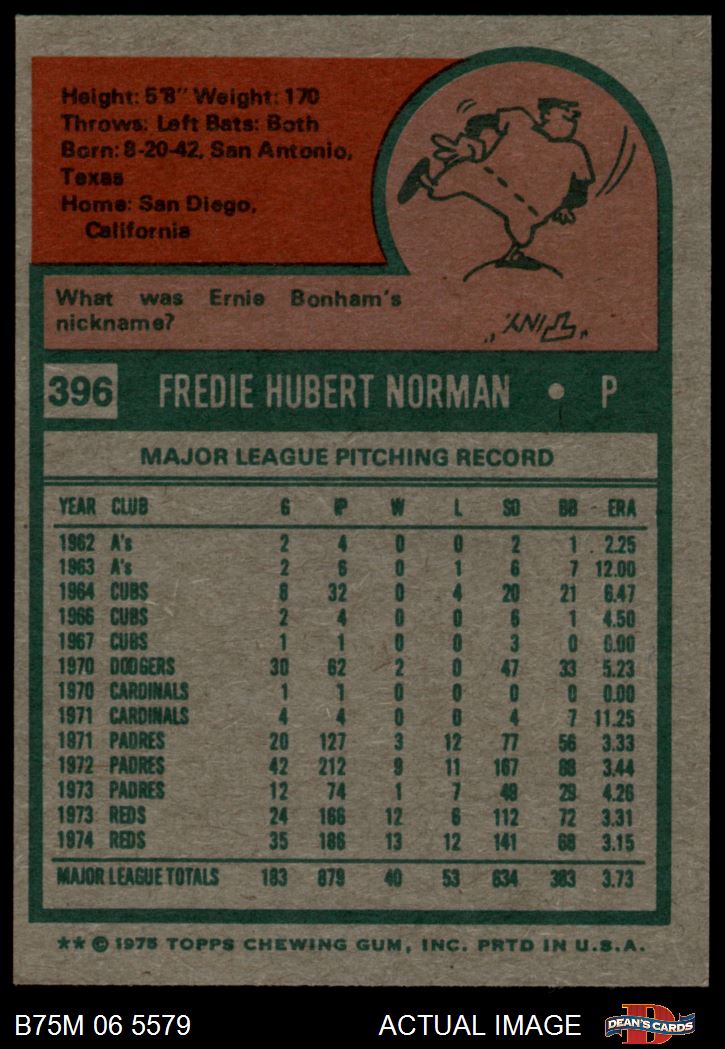 Height: 5'8" Weight: 170
Throws: Left Bats: Both
Born: 8-20-42, San Antonio,
Texas
Home: San Diego,
California
What was Ernie Bonham's
nickname?
"TINY."
396 FREDIE HUBERT NORMAN • P
MAJOR LEAGUE PITCHING RECORD
YEAR CLUB G IP W L SO BB ERA
1962 A's 2 4 0 0 2 1 2.25
1963 A's 2 6 0 1 6 7 12.00
1964 CUBS 8 32 0 4 20 21 6.47
1966 CUBS 2 4 0 0 6 1 4.50
1967 CUBS 1 1 0 0 3 0 0.00
1970 DODGERS 30 62 2 0 47 33 5.23
1970 CARDINALS 1 1 0 0 0 0 0.00
1971 CARDINALS 4 4 0 0 4 7 11.25
1971 PADRES 20 127 3 12 77 56 3.33
1972 PADRES 42 212 9 11 167 88 3.44
1973 PADRES 12 74 1 7 49 29 4.26
1973 REDS 24 166 12 6 112 72 3.31
1974 REDS 35 186 13 12 141 68 3.15
MAJOR LEAGUE TOTALS 183 879 40 53 634 383 3.73
** © 1975 TOPPS CHEWING GUM, INC. PRTD IN U.S.A.
B75M 06 5579 ACTUAL IMAGE
D
DEAN'S CARDS